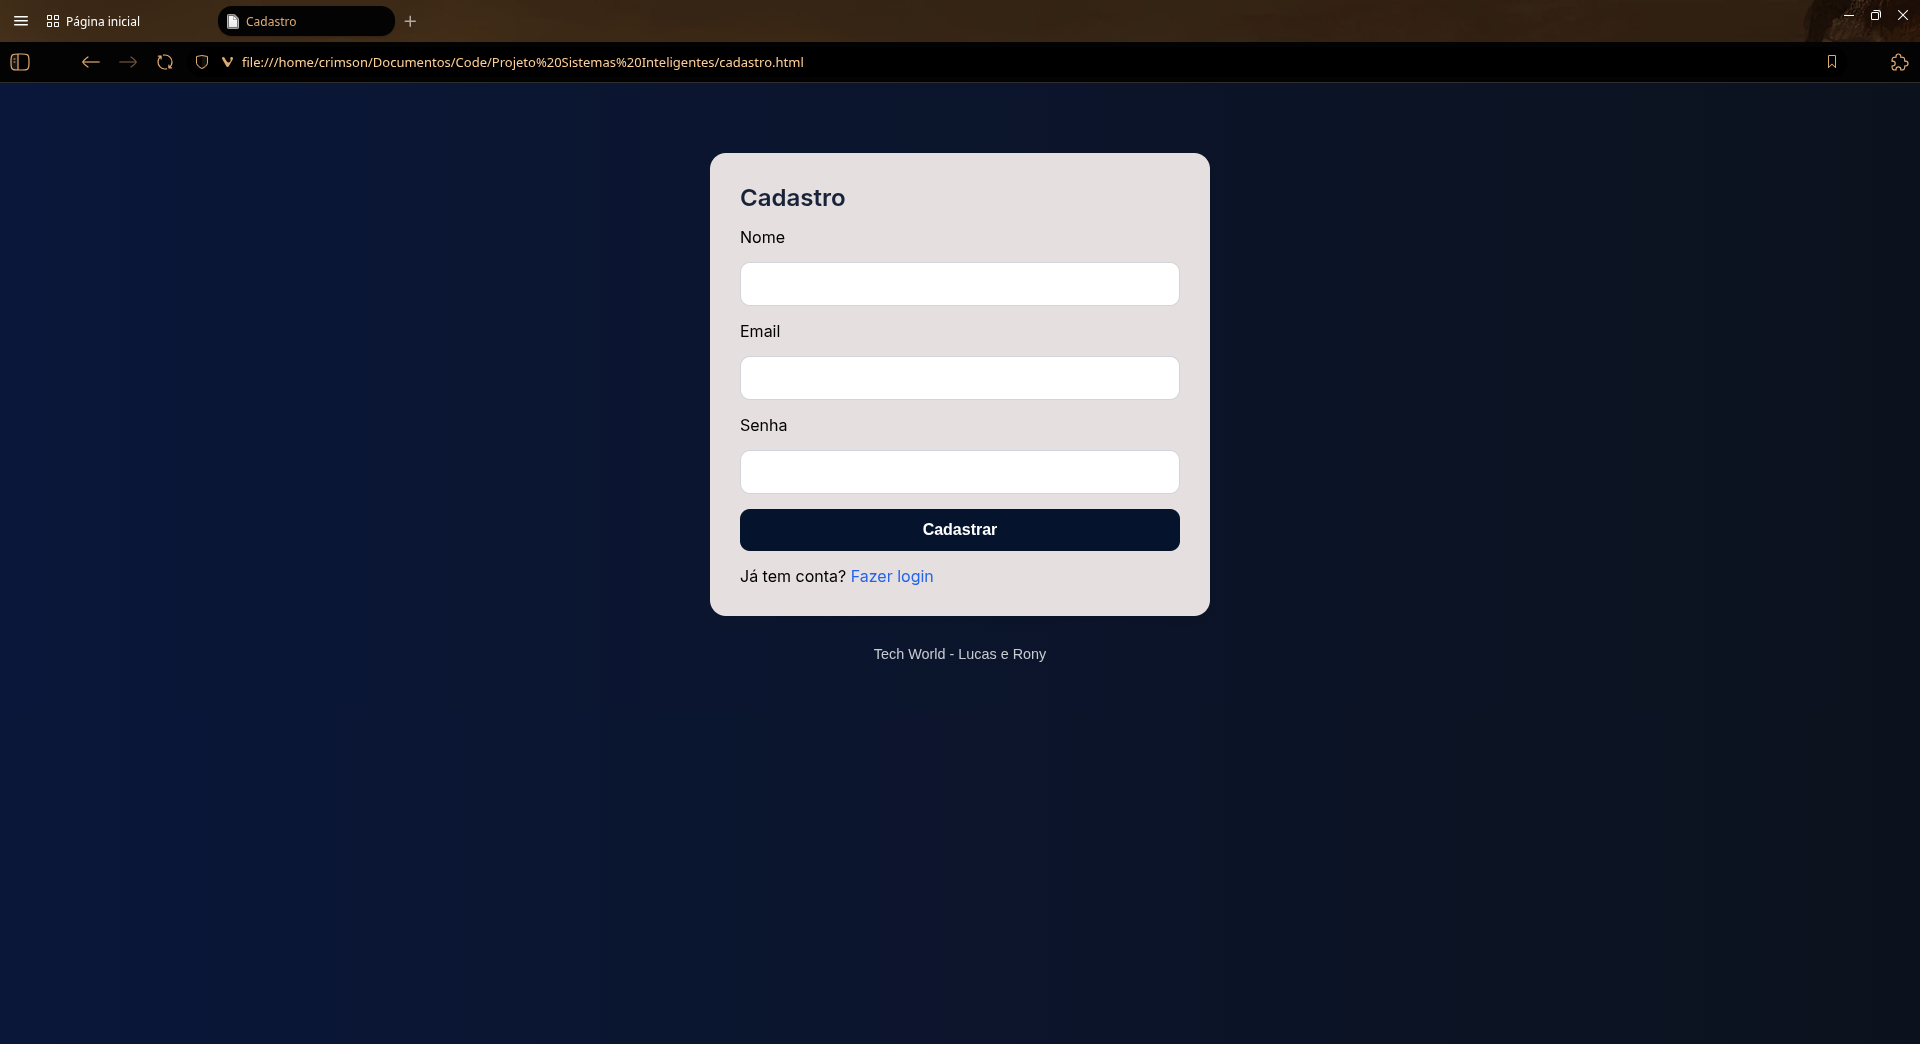 Página inicial
Cadastro
file:///home/crimson/Documentos/Code/Projeto%20Sistemas%20Inteligentes/cadastro.html
Cadastro
Nome
Email
Senha
Cadastrar
Já tem conta? Fazer login
Tech World - Lucas e Rony